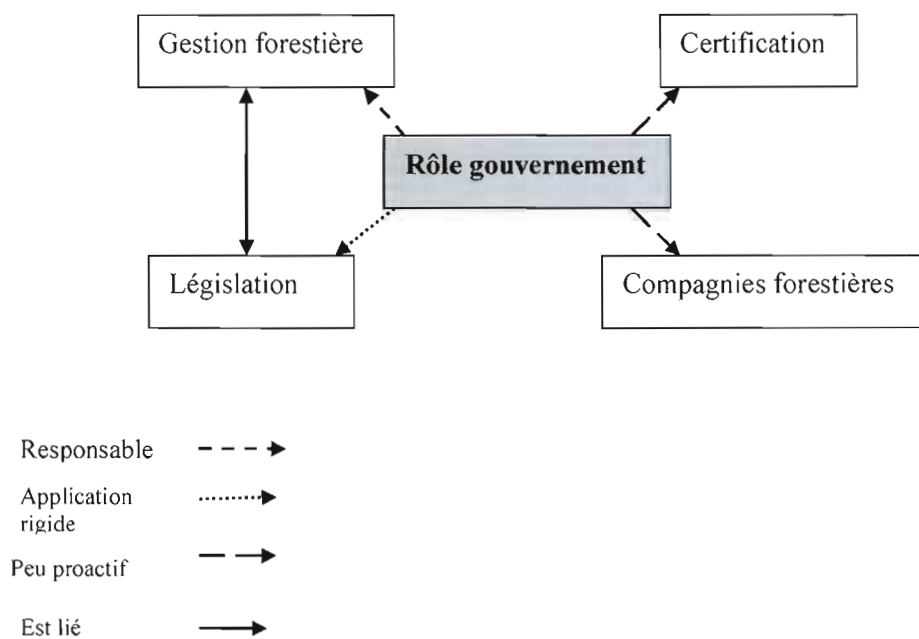 Gestion forestière
Certification
Rôle gouvernement
Législation
Compagnies forestières
Responsable
Application
rigide
Peu proactif
Est lié